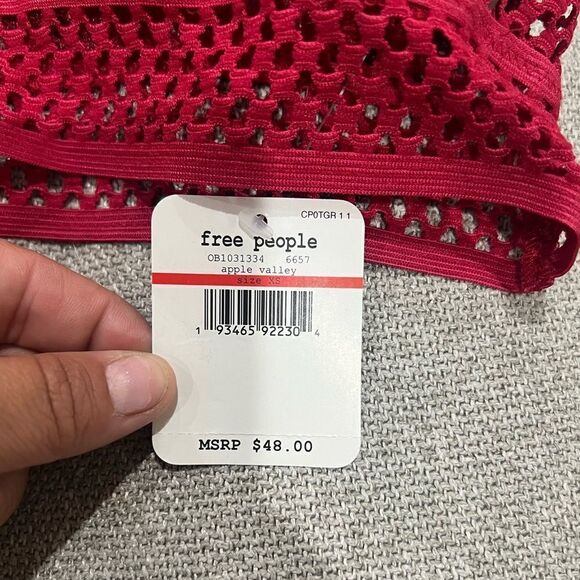 CP0TGR 1 1
free people
OB1031334 6657
apple valley
size XS
1 93465 92230 4
MSRP $48.00